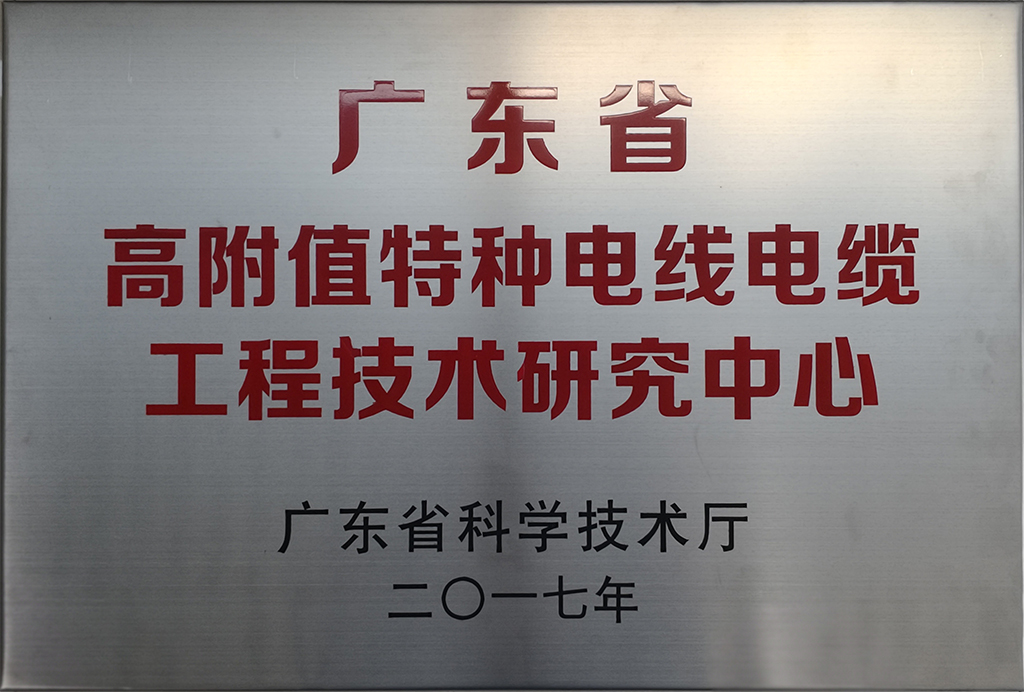 广东省
高附值特种电线电缆
工程技术研究中心
广东省科学技术厅
二〇一七年